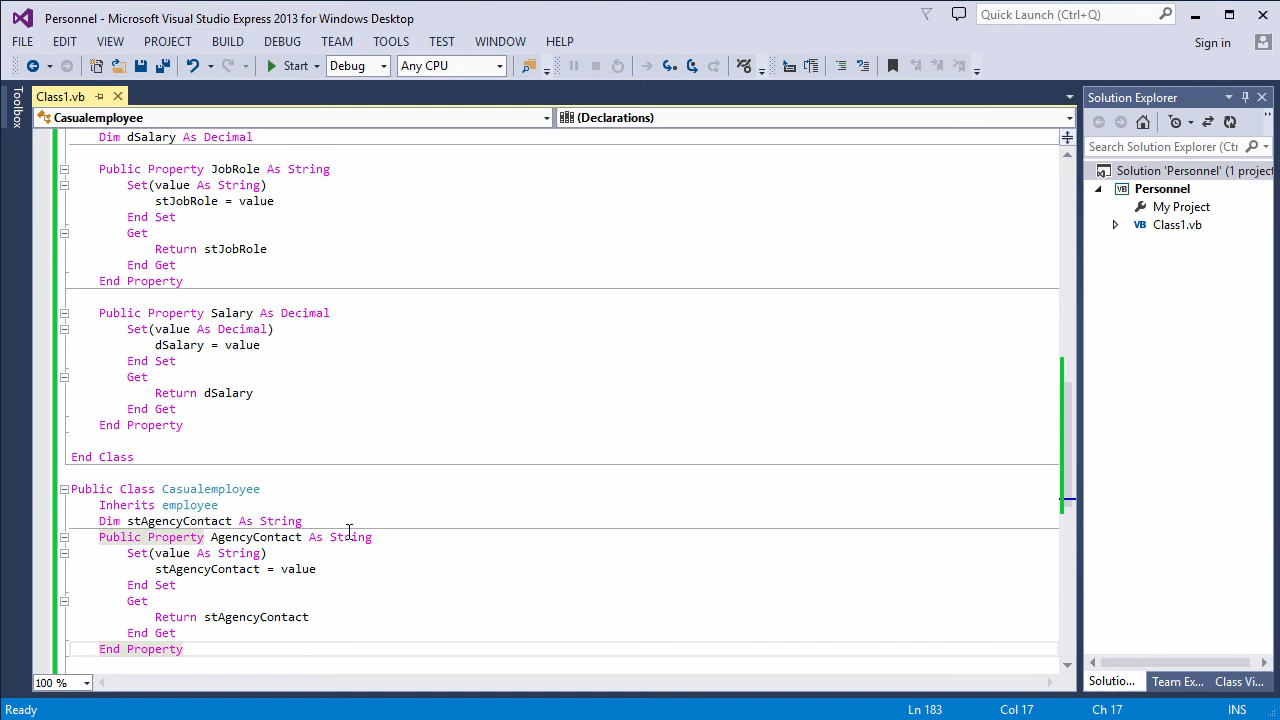 Personnel - Microsoft Visual Studio Express 2013 for Windows Desktop
Quick Launch (Ctrl+Q)
FILE EDIT VIEW PROJECT BUILD DEBUG TEAM TOOLS TEST WINDOW HELP
Sign in
Start Debug Any CPU
Toolbox
Class1.vb
Casualemployee
(Declarations)
Dim dSalary As Decimal
Public Property JobRole As String
Set(value As String)
stJobRole = value
End Set
Get
Return stJobRole
End Get
End Property
Public Property Salary As Decimal
Set(value As Decimal)
dSalary = value
End Set
Get
Return dSalary
End Get
End Property
End Class
Public Class Casualemployee
Inherits employee
Dim stAgencyContact As String
Public Property AgencyContact As String
Set(value As String)
stAgencyContact = value
End Set
Get
Return stAgencyContact
End Get
End Property
100 %
Solution Explorer
Search Solution Explorer (Ctrl
Solution 'Personnel' (1 project
VB Personnel
My Project
VB Class1.vb
Solutio... Team Ex... Class Vi...
Ready Ln 183 Col 17 Ch 17 INS